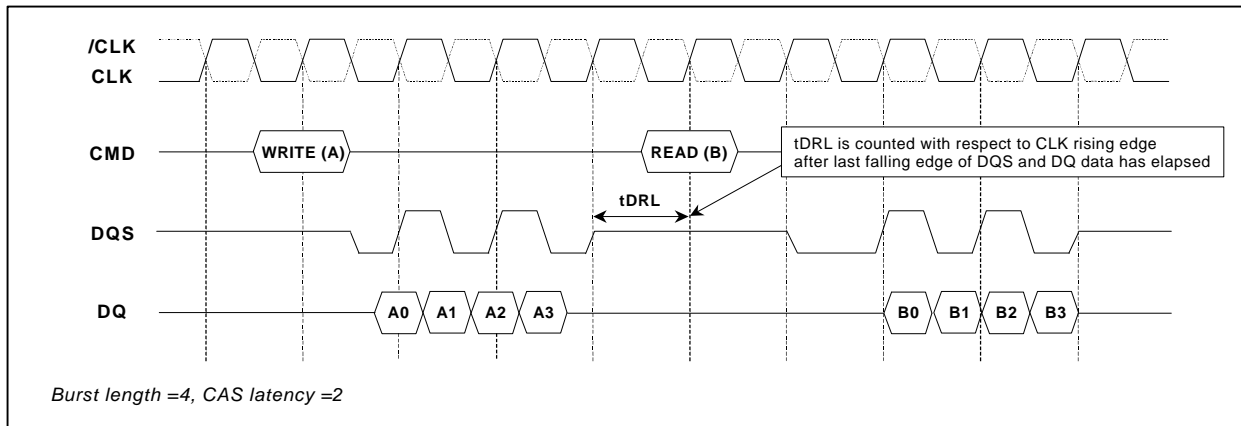 /CLK
CLK
CMD
WRITE (A)
READ (B)
tDRL is counted with respect to CLK rising edge
after last falling edge of DQS and DQ data has elapsed
tDRL
DQS
DQ
A0 A1 A2 A3
B0 B1 B2 B3
Burst length =4, CAS latency =2